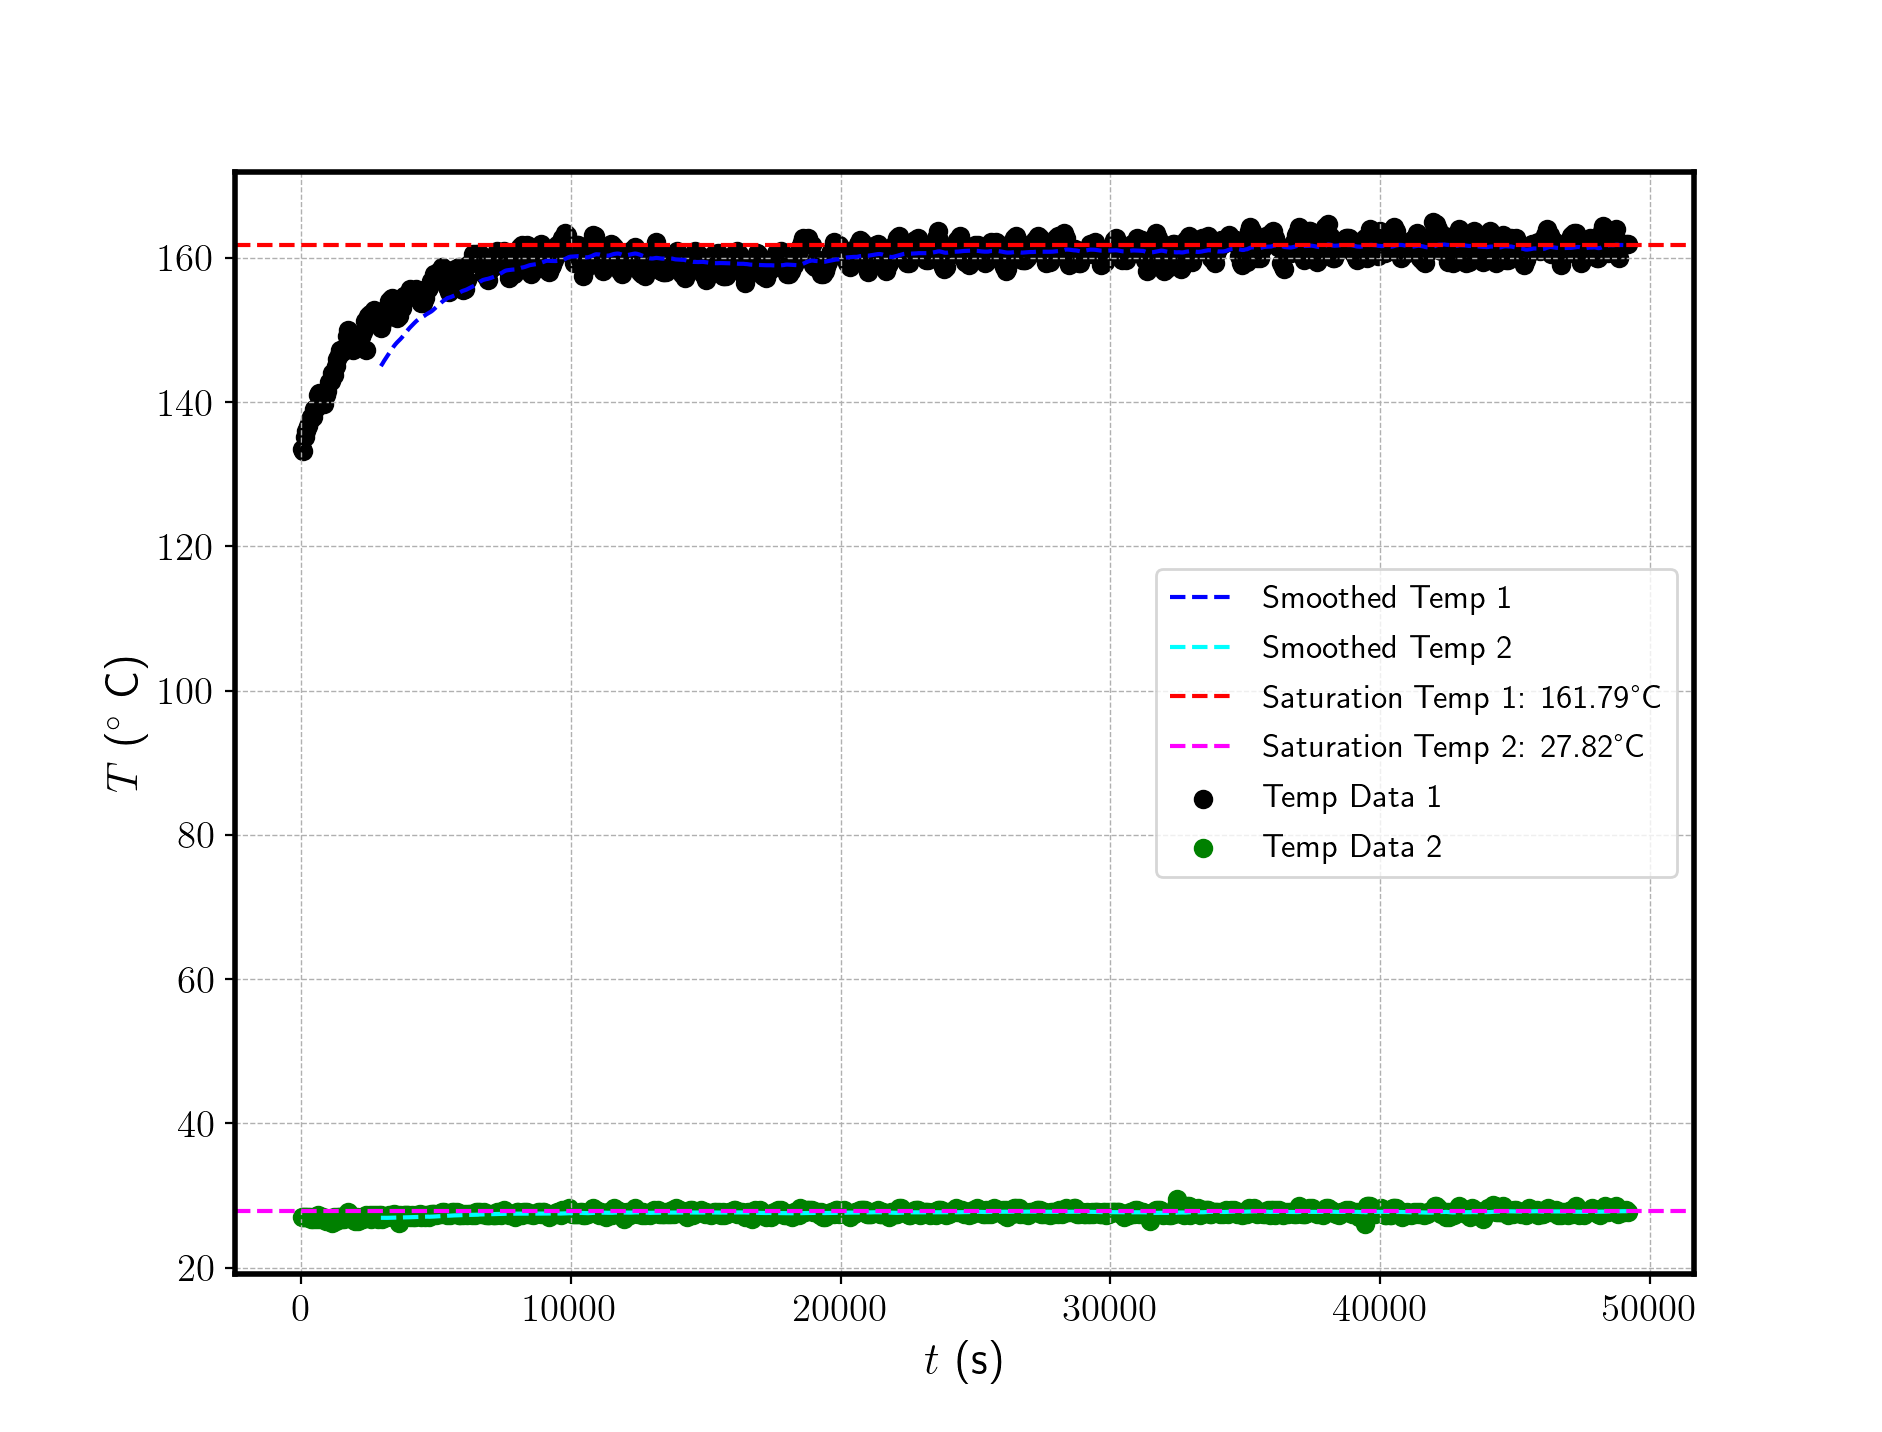 160
140
120
100
80
60
40
20
T (° C)
Smoothed Temp 1
Smoothed Temp 2
Saturation Temp 1: 161.79°C
Saturation Temp 2: 27.82°C
Temp Data 1
Temp Data 2
0 10000 20000 30000 40000 50000
t (s)